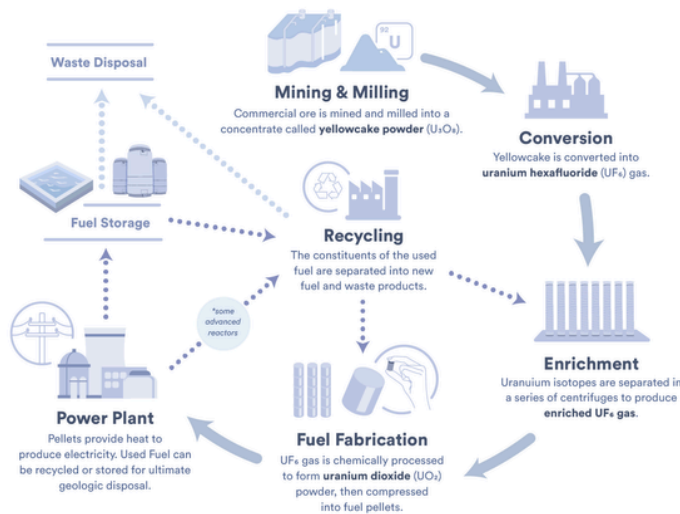 Waste Disposal
92
U
Mining & Milling
Commercial ore is mined and milled into a
concentrate called yellowcake powder (U₃O₈).
Conversion
Yellowcake is converted into
uranium hexafluoride (UF₆) gas.
Fuel Storage
Recycling
The constituents of the used
fuel are separated into new
fuel and waste products.
*some
advanced
reactors
Enrichment
Uranuium isotopes are separated in
a series of centrifuges to produce
enriched UF₆ gas.
Power Plant
Pellets provide heat to
produce electricity. Used Fuel can
be recycled or stored for ultimate
geologic disposal.
Fuel Fabrication
UF₆ gas is chemically processed
to form uranium dioxide (UO₂)
powder, then compressed
into fuel pellets.